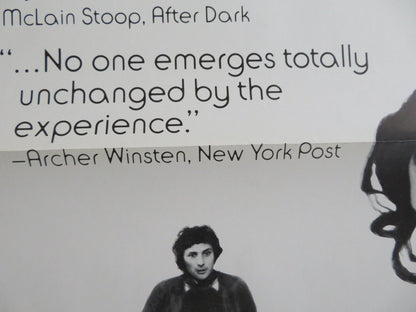 McLain Stoop, After Dark
“...No one emerges totally
unchanged by the
experience.”
—Archer Winsten, New York Post